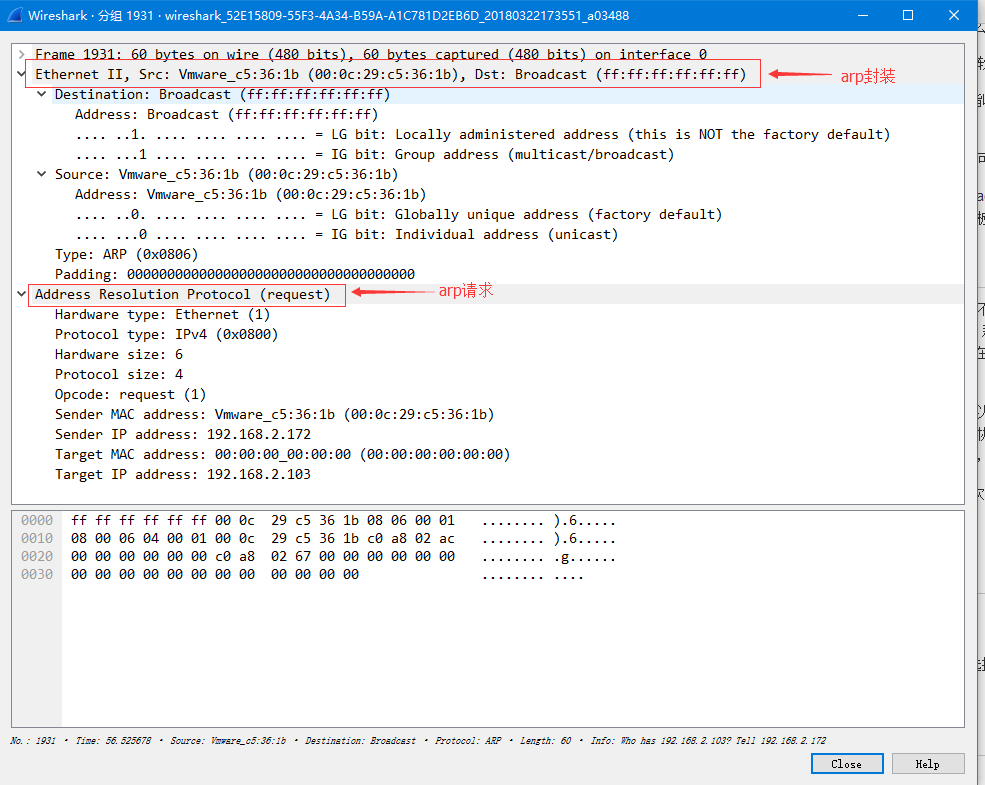 Wireshark · 分组 1931 · wireshark_52E15809-55F3-4A34-B59A-A1C781D2EB6D_20180322173551_a03488
Frame 1931: 60 bytes on wire (480 bits), 60 bytes captured (480 bits) on interface 0
Ethernet II, Src: Vmware_c5:36:1b (00:0c:29:c5:36:1b), Dst: Broadcast (ff:ff:ff:ff:ff:ff) arp封装
Destination: Broadcast (ff:ff:ff:ff:ff:ff)
Address: Broadcast (ff:ff:ff:ff:ff:ff)
.... ..1. .... .... .... .... = LG bit: Locally administered address (this is NOT the factory default)
.... ...1 .... .... .... .... = IG bit: Group address (multicast/broadcast)
Source: Vmware_c5:36:1b (00:0c:29:c5:36:1b)
Address: Vmware_c5:36:1b (00:0c:29:c5:36:1b)
.... ..0. .... .... .... .... = LG bit: Globally unique address (factory default)
.... ...0 .... .... .... .... = IG bit: Individual address (unicast)
Type: ARP (0x0806)
Padding: 000000000000000000000000000000000000
Address Resolution Protocol (request) arp请求
Hardware type: Ethernet (1)
Protocol type: IPv4 (0x0800)
Hardware size: 6
Protocol size: 4
Opcode: request (1)
Sender MAC address: Vmware_c5:36:1b (00:0c:29:c5:36:1b)
Sender IP address: 192.168.2.172
Target MAC address: 00:00:00_00:00:00 (00:00:00:00:00:00)
Target IP address: 192.168.2.103
0000 ff ff ff ff ff ff 00 0c 29 c5 36 1b 08 06 00 01 ........ ).6.....
0010 08 00 06 04 00 01 00 0c 29 c5 36 1b c0 a8 02 ac ........ ).6.....
0020 00 00 00 00 00 00 c0 a8 02 67 00 00 00 00 00 00 ........ .g......
0030 00 00 00 00 00 00 00 00 00 00 00 00 ........ ....
No.: 1931 · Time: 56.525678 · Source: Vmware_c5:36:1b · Destination: Broadcast · Protocol: ARP · Length: 60 · Info: Who has 192.168.2.103? Tell 192.168.2.172
Close Help